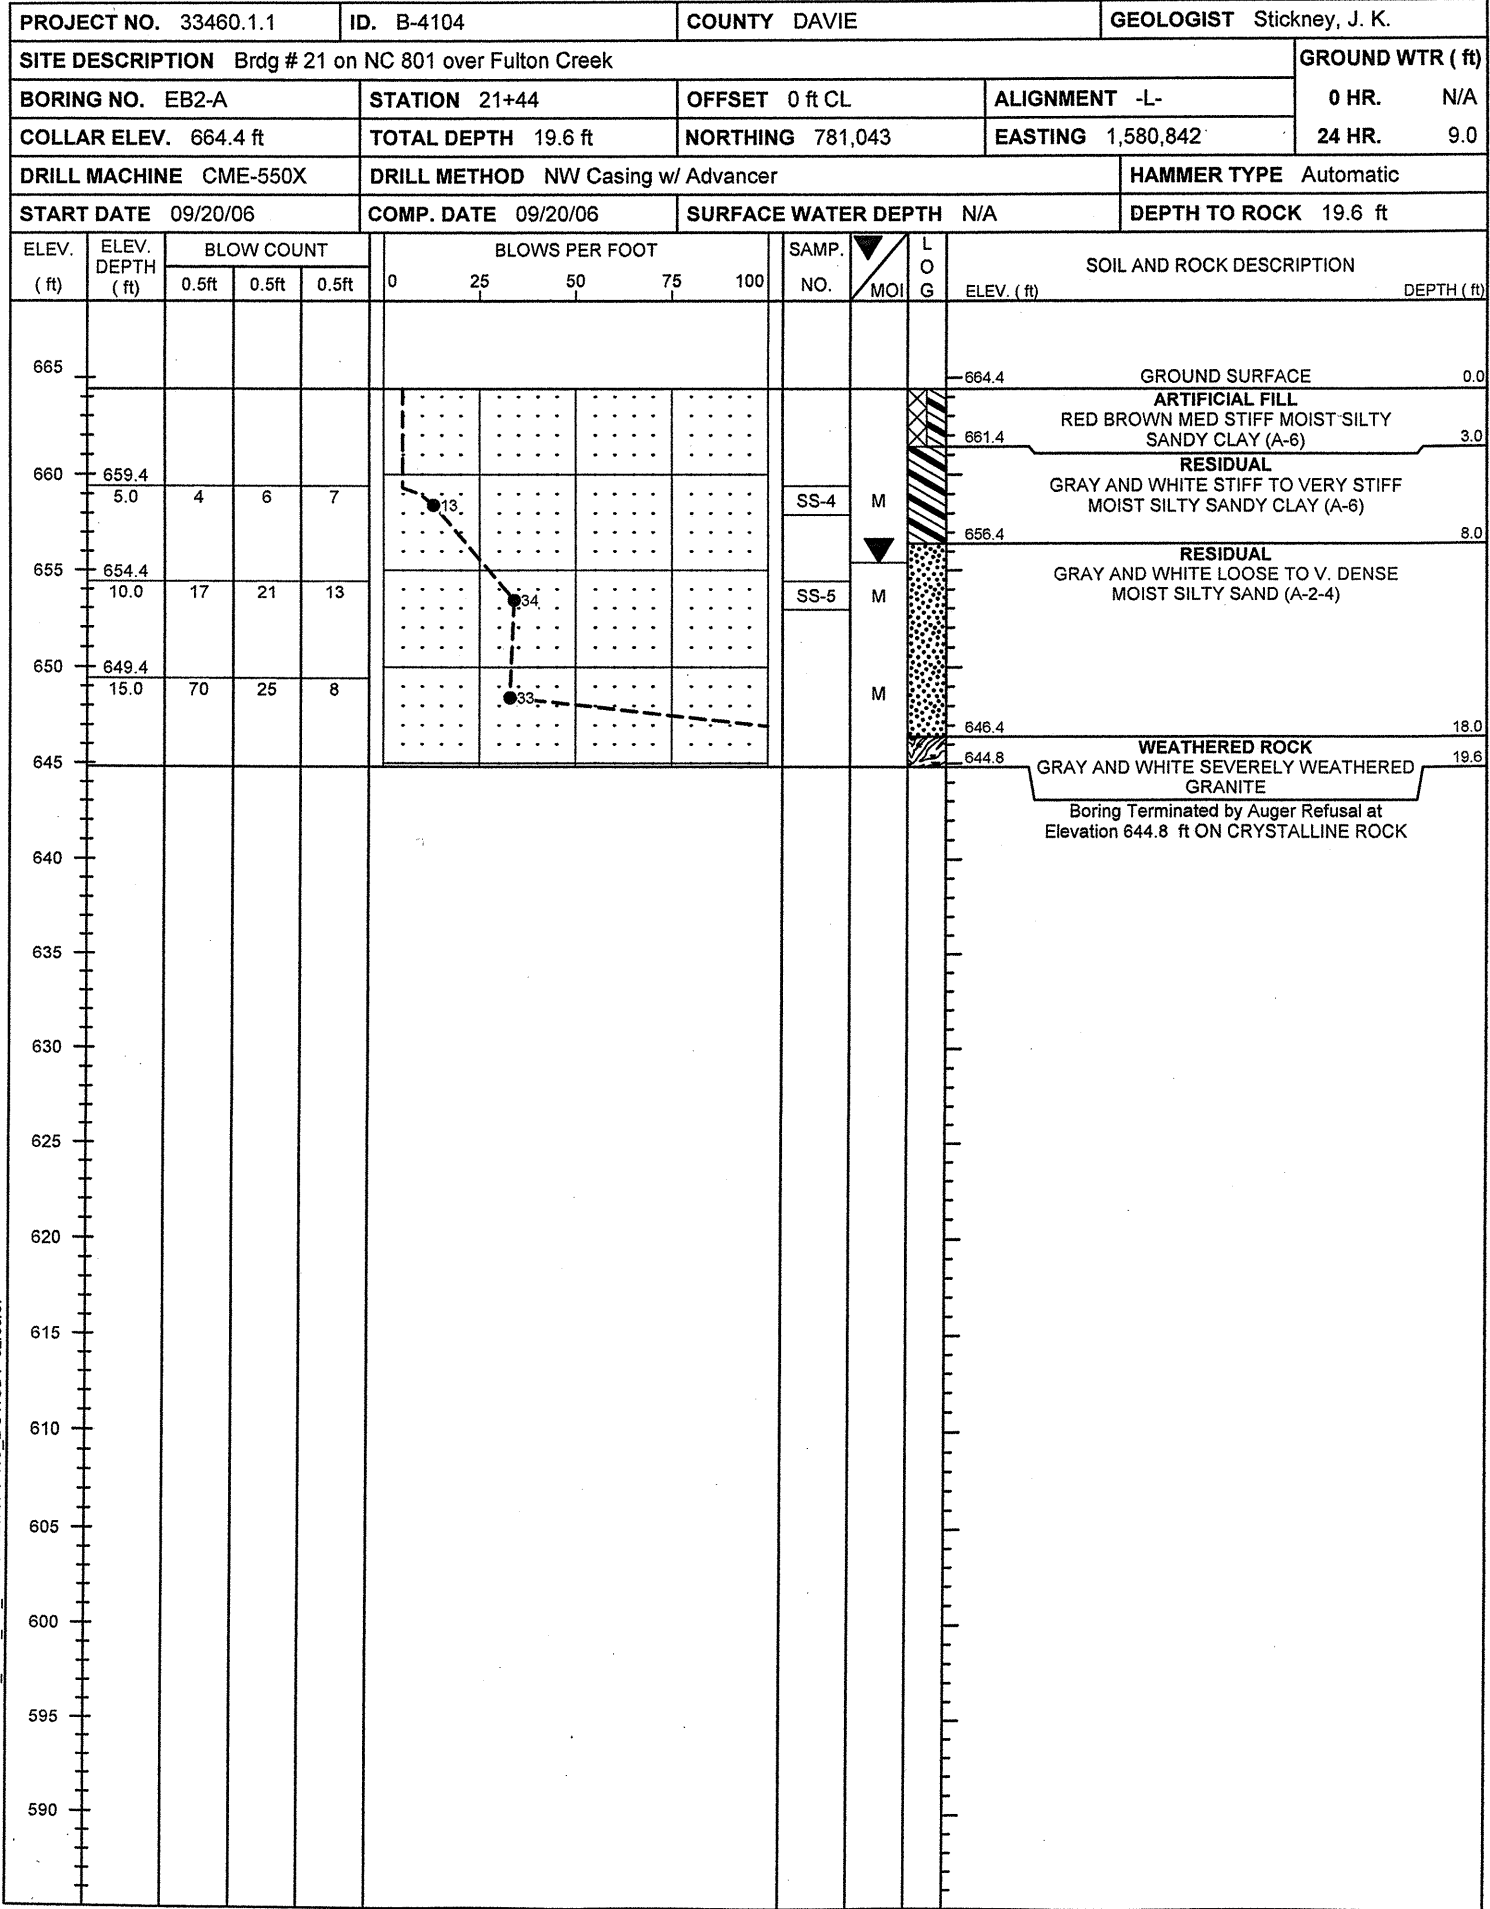 PROJECT NO. 33460.1.1 ID. B-4104 COUNTY DAVIE GEOLOGIST Stickney, J. K.
SITE DESCRIPTION Brdg # 21 on NC 801 over Fulton Creek GROUND WTR ( ft)
BORING NO. EB2-A STATION 21+44 OFFSET 0 ft CL ALIGNMENT -L- 0 HR. N/A
COLLAR ELEV. 664.4 ft TOTAL DEPTH 19.6 ft NORTHING 781,043 EASTING 1,580,842 24 HR. 9.0
DRILL MACHINE CME-550X DRILL METHOD NW Casing w/ Advancer HAMMER TYPE Automatic
START DATE 09/20/06 COMP. DATE 09/20/06 SURFACE WATER DEPTH N/A DEPTH TO ROCK 19.6 ft
ELEV. ELEV. BLOW COUNT BLOWS PER FOOT SAMP. L
DEPTH O SOIL AND ROCK DESCRIPTION
( ft) ( ft) 0.5ft 0.5ft 0.5ft 0 25 50 75 100 NO. MOI G ELEV. ( ft) DEPTH ( ft)
665
664.4 GROUND SURFACE 0.0
ARTIFICIAL FILL
RED BROWN MED STIFF MOIST SILTY
661.4 SANDY CLAY (A-6) 3.0
RESIDUAL
660 659.4
GRAY AND WHITE STIFF TO VERY STIFF
5.0 4 6 7 13 SS-4 M MOIST SILTY SANDY CLAY (A-6)
656.4 8.0
RESIDUAL
655 654.4 GRAY AND WHITE LOOSE TO V. DENSE
10.0 17 21 13 34 SS-5 M MOIST SILTY SAND (A-2-4)
650 649.4
15.0 70 25 8 33 M
646.4 18.0
WEATHERED ROCK
645 644.8 GRAY AND WHITE SEVERELY WEATHERED 19.6
GRANITE
Boring Terminated by Auger Refusal at
Elevation 644.8 ft ON CRYSTALLINE ROCK
640
635
630
625
620
615
610
605
600
595
590